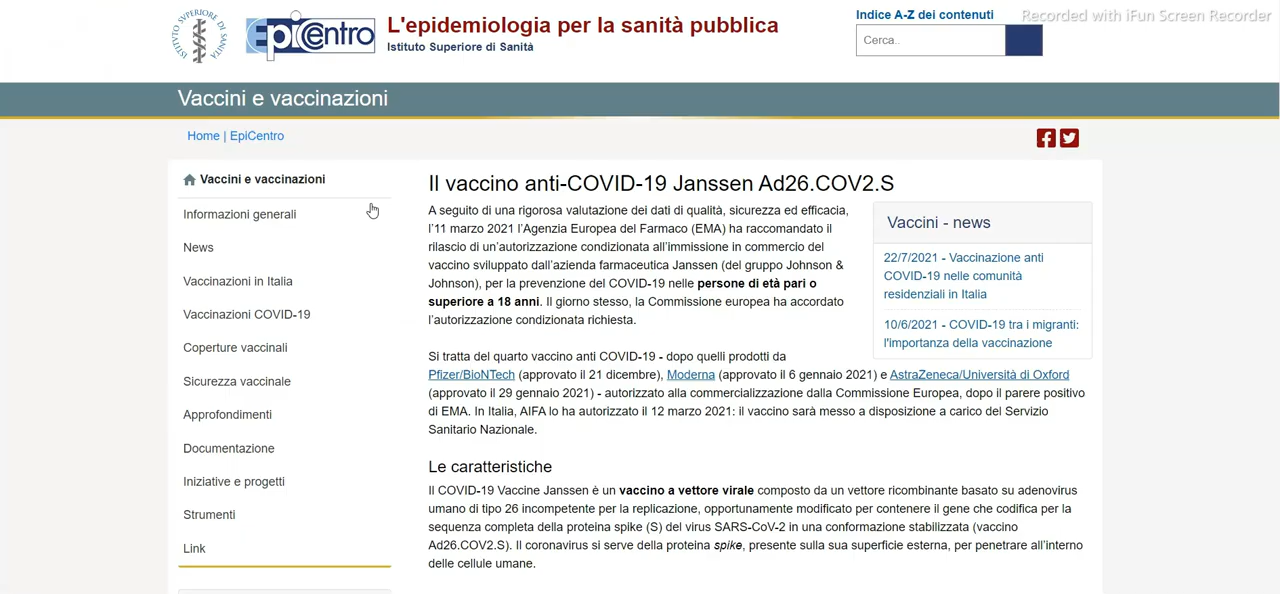 ISTITUTO SUPERIORE DI SANITÀ
EpiCentro
L'epidemiologia per la sanità pubblica
Istituto Superiore di Sanità
Indice A-Z dei contenuti
Recorded with iFun Screen Recorder
Cerca..
Vaccini e vaccinazioni
Home | EpiCentro
Vaccini e vaccinazioni
Informazioni generali
News
Vaccinazioni in Italia
Vaccinazioni COVID-19
Coperture vaccinali
Sicurezza vaccinale
Approfondimenti
Documentazione
Iniziative e progetti
Strumenti
Link
Il vaccino anti-COVID-19 Janssen Ad26.COV2.S
A seguito di una rigorosa valutazione dei dati di qualità, sicurezza ed efficacia,
l'11 marzo 2021 l'Agenzia Europea del Farmaco (EMA) ha raccomandato il
rilascio di un'autorizzazione condizionata all'immissione in commercio del
vaccino sviluppato dall'azienda farmaceutica Janssen (del gruppo Johnson &
Johnson), per la prevenzione del COVID-19 nelle persone di età pari o
superiore a 18 anni. Il giorno stesso, la Commissione europea ha accordato
l'autorizzazione condizionata richiesta.
Si tratta del quarto vaccino anti COVID-19 - dopo quelli prodotti da
Pfizer/BioNTech (approvato il 21 dicembre), Moderna (approvato il 6 gennaio 2021) e AstraZeneca/Università di Oxford
(approvato il 29 gennaio 2021) - autorizzato alla commercializzazione dalla Commissione Europea, dopo il parere positivo
di EMA. In Italia, AIFA lo ha autorizzato il 12 marzo 2021: il vaccino sarà messo a disposizione a carico del Servizio
Sanitario Nazionale.
Le caratteristiche
Il COVID-19 Vaccine Janssen è un vaccino a vettore virale composto da un vettore ricombinante basato su adenovirus
umano di tipo 26 incompetente per la replicazione, opportunamente modificato per contenere il gene che codifica per la
sequenza completa della proteina spike (S) del virus SARS-CoV-2 in una conformazione stabilizzata (vaccino
Ad26.COV2.S). Il coronavirus si serve della proteina spike, presente sulla sua superficie esterna, per penetrare all'interno
delle cellule umane.
Vaccini - news
22/7/2021 - Vaccinazione anti
COVID-19 nelle comunità
residenziali in Italia
10/6/2021 - COVID-19 tra i migranti:
l'importanza della vaccinazione